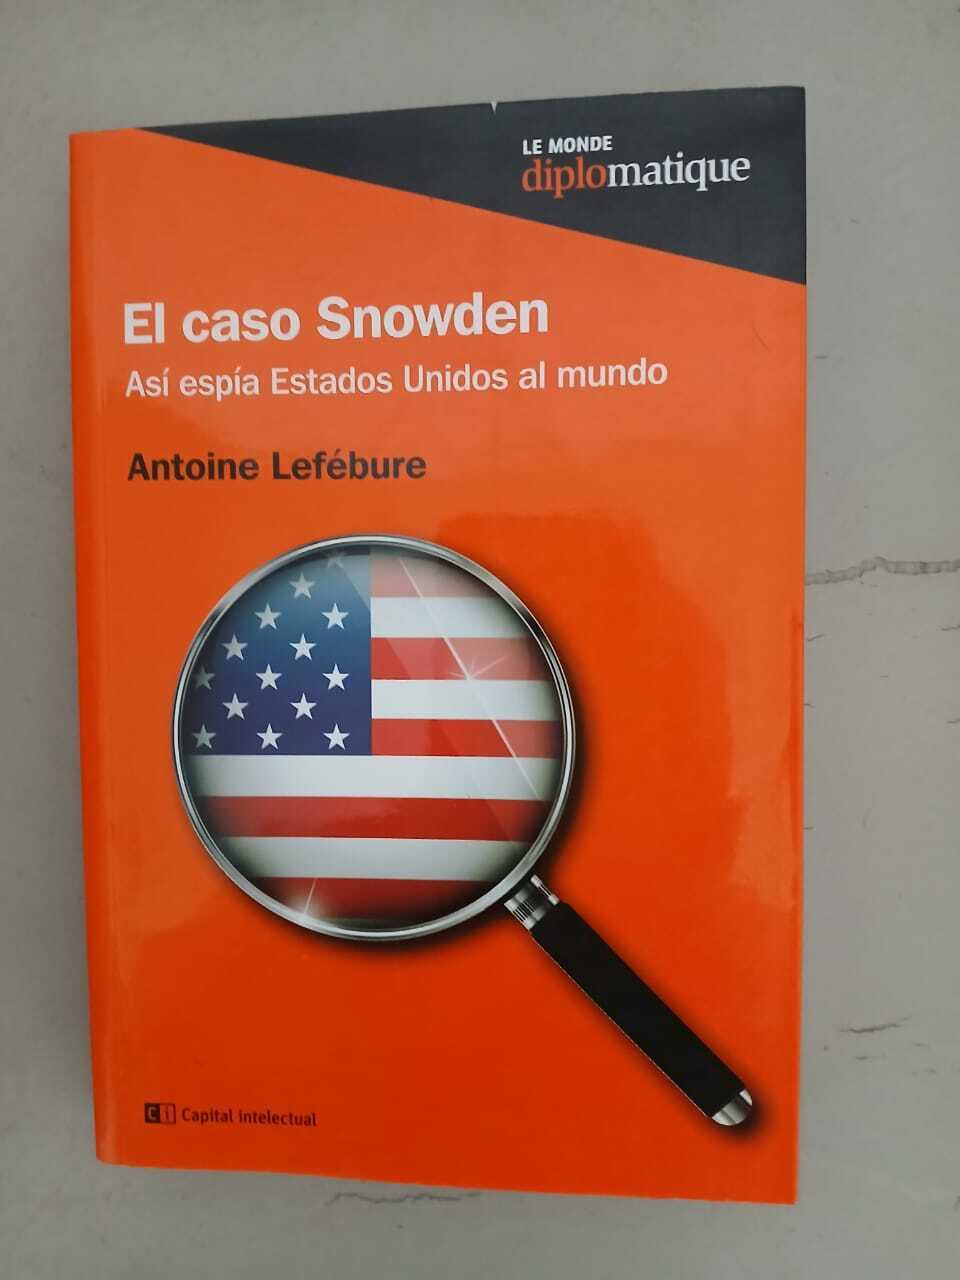 LE MONDE
diplomatique
El caso Snowden
Así espía Estados Unidos al mundo
Antoine Lefébure
Ci Capital intelectual